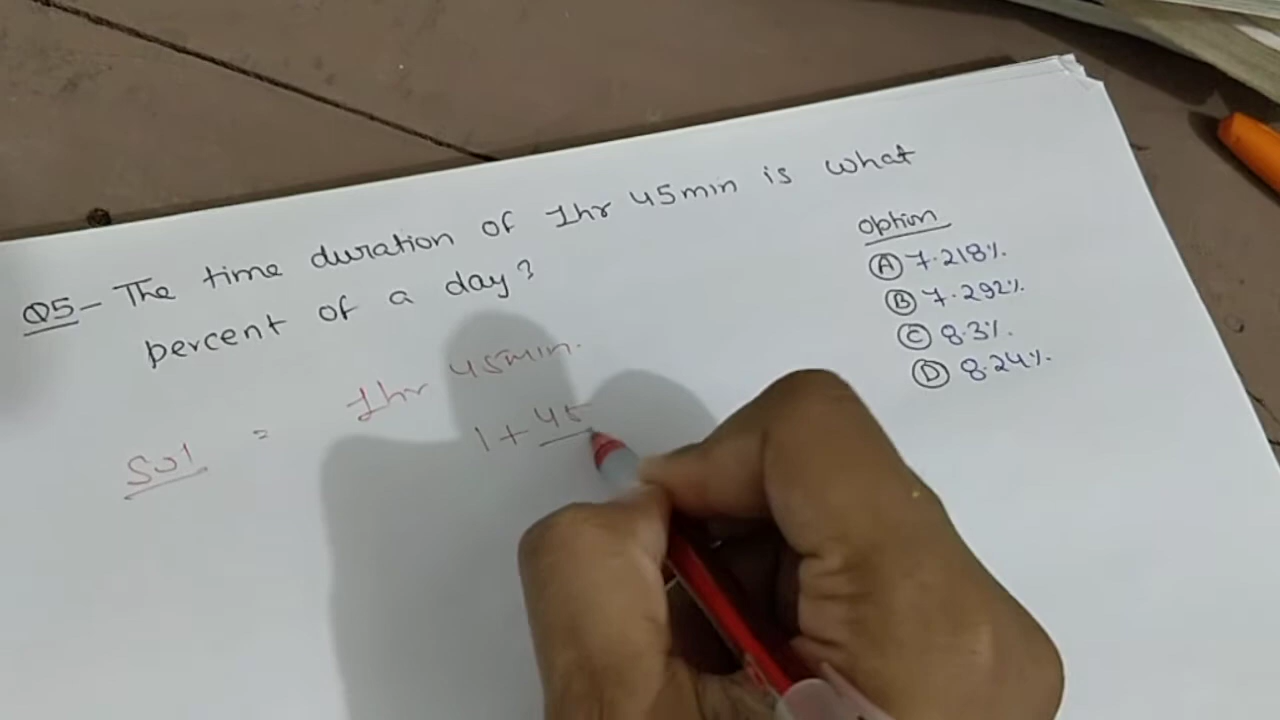 Q5- The time duration of 1hr 45min is what
percent of a day?
Option
(A) 7.218%.
(B) 7.292%.
(C) 8.3%.
(D) 8.24%.
Sol = 1hr 45min.
1 + 45